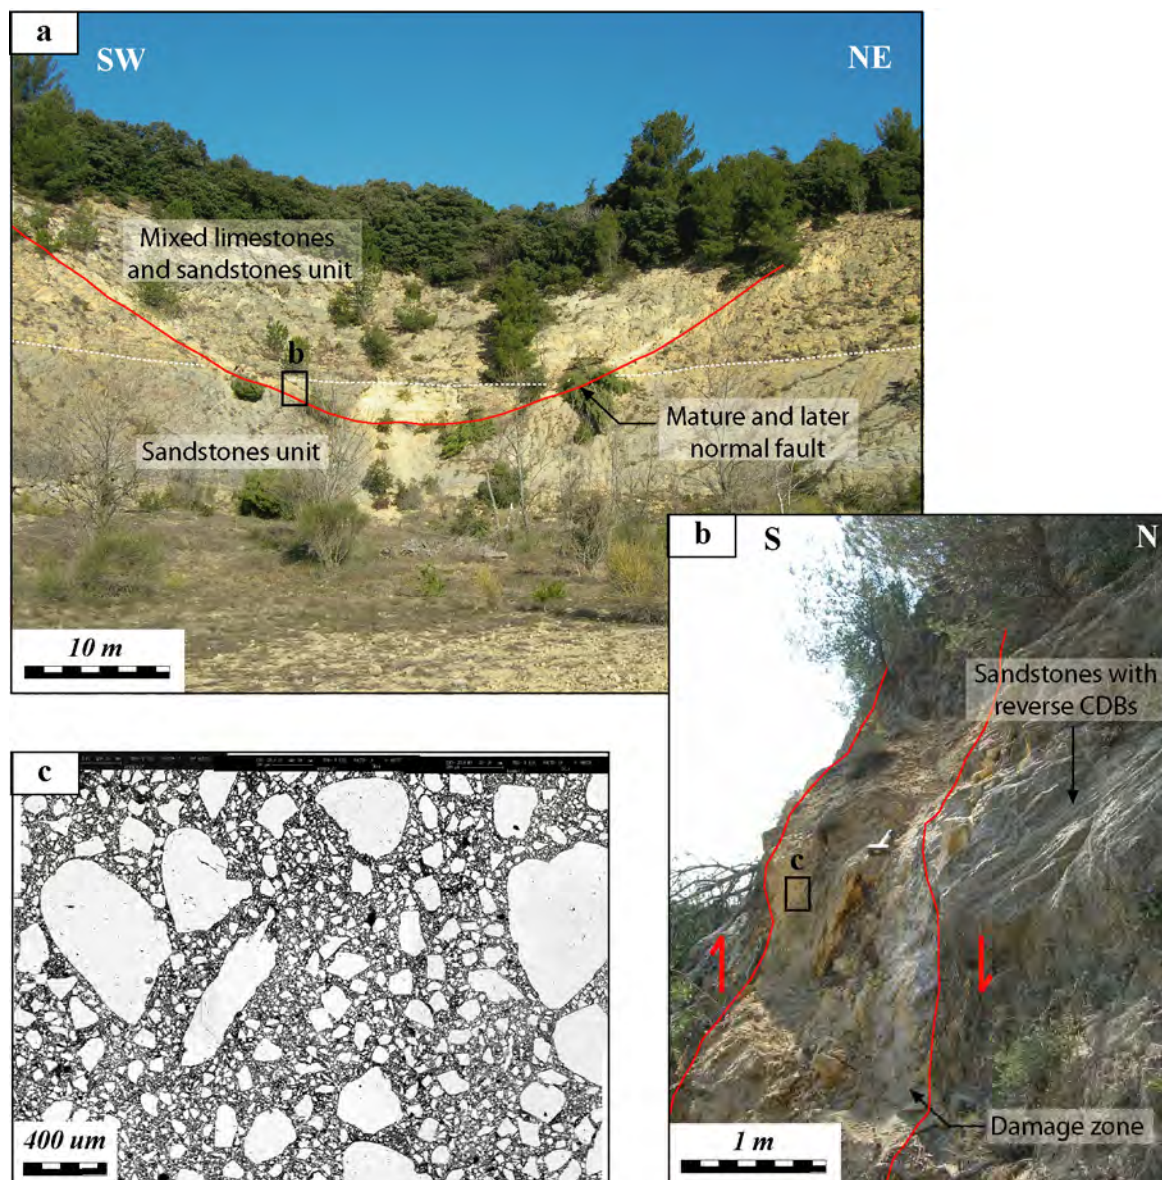 a
SW
NE
Mixed limestones
and sandstones unit
b
Mature and later
normal fault
Sandstones unit
10 m
b
S
N
Sandstones with
reverse CDBs
c
Damage zone
1 m
c
400 um